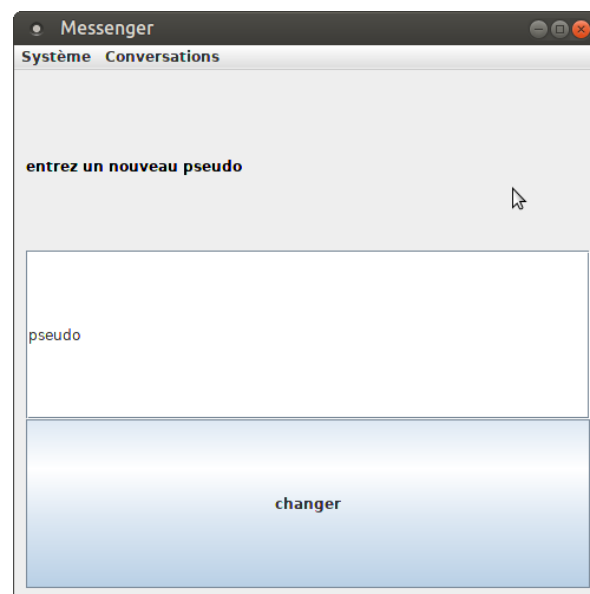 Messenger
Système Conversations
entrez un nouveau pseudo
pseudo
changer